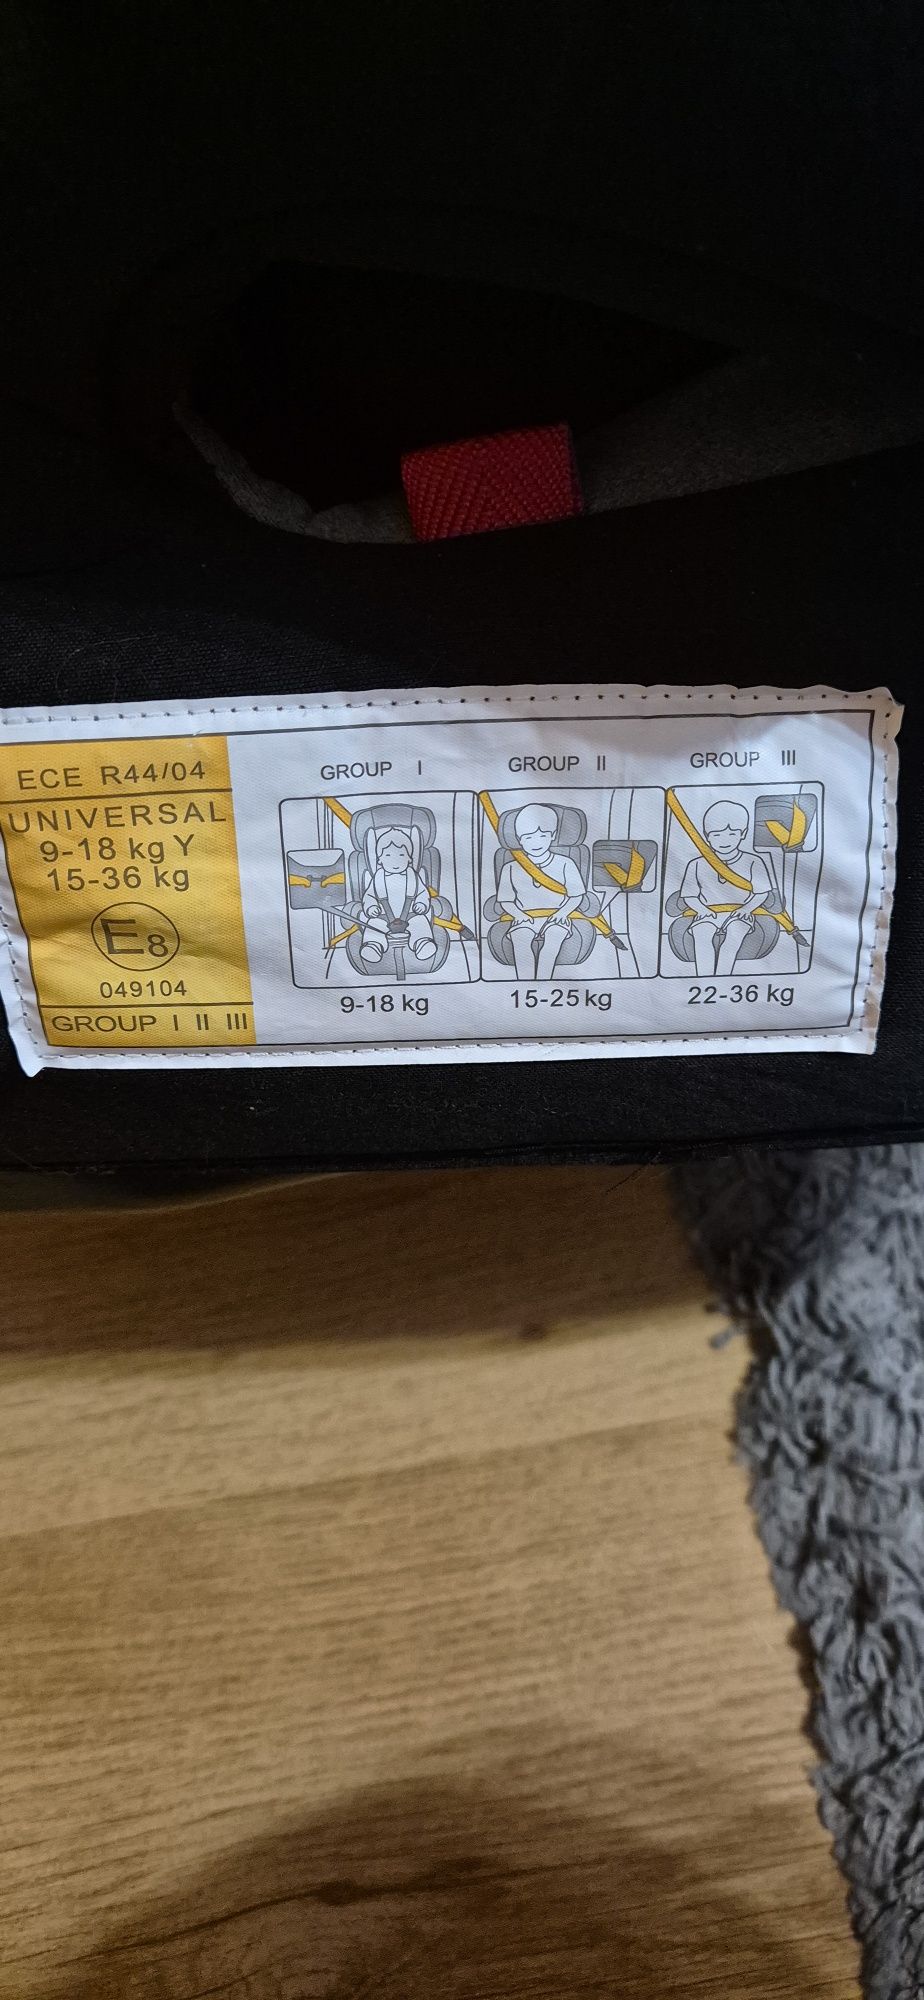 ECE R44/04
UNIVERSAL
9-18 kg Y
15-36 kg
E8
049104
GROUP I II III
GROUP I
GROUP II
GROUP III
9-18 kg
15-25 kg
22-36 kg